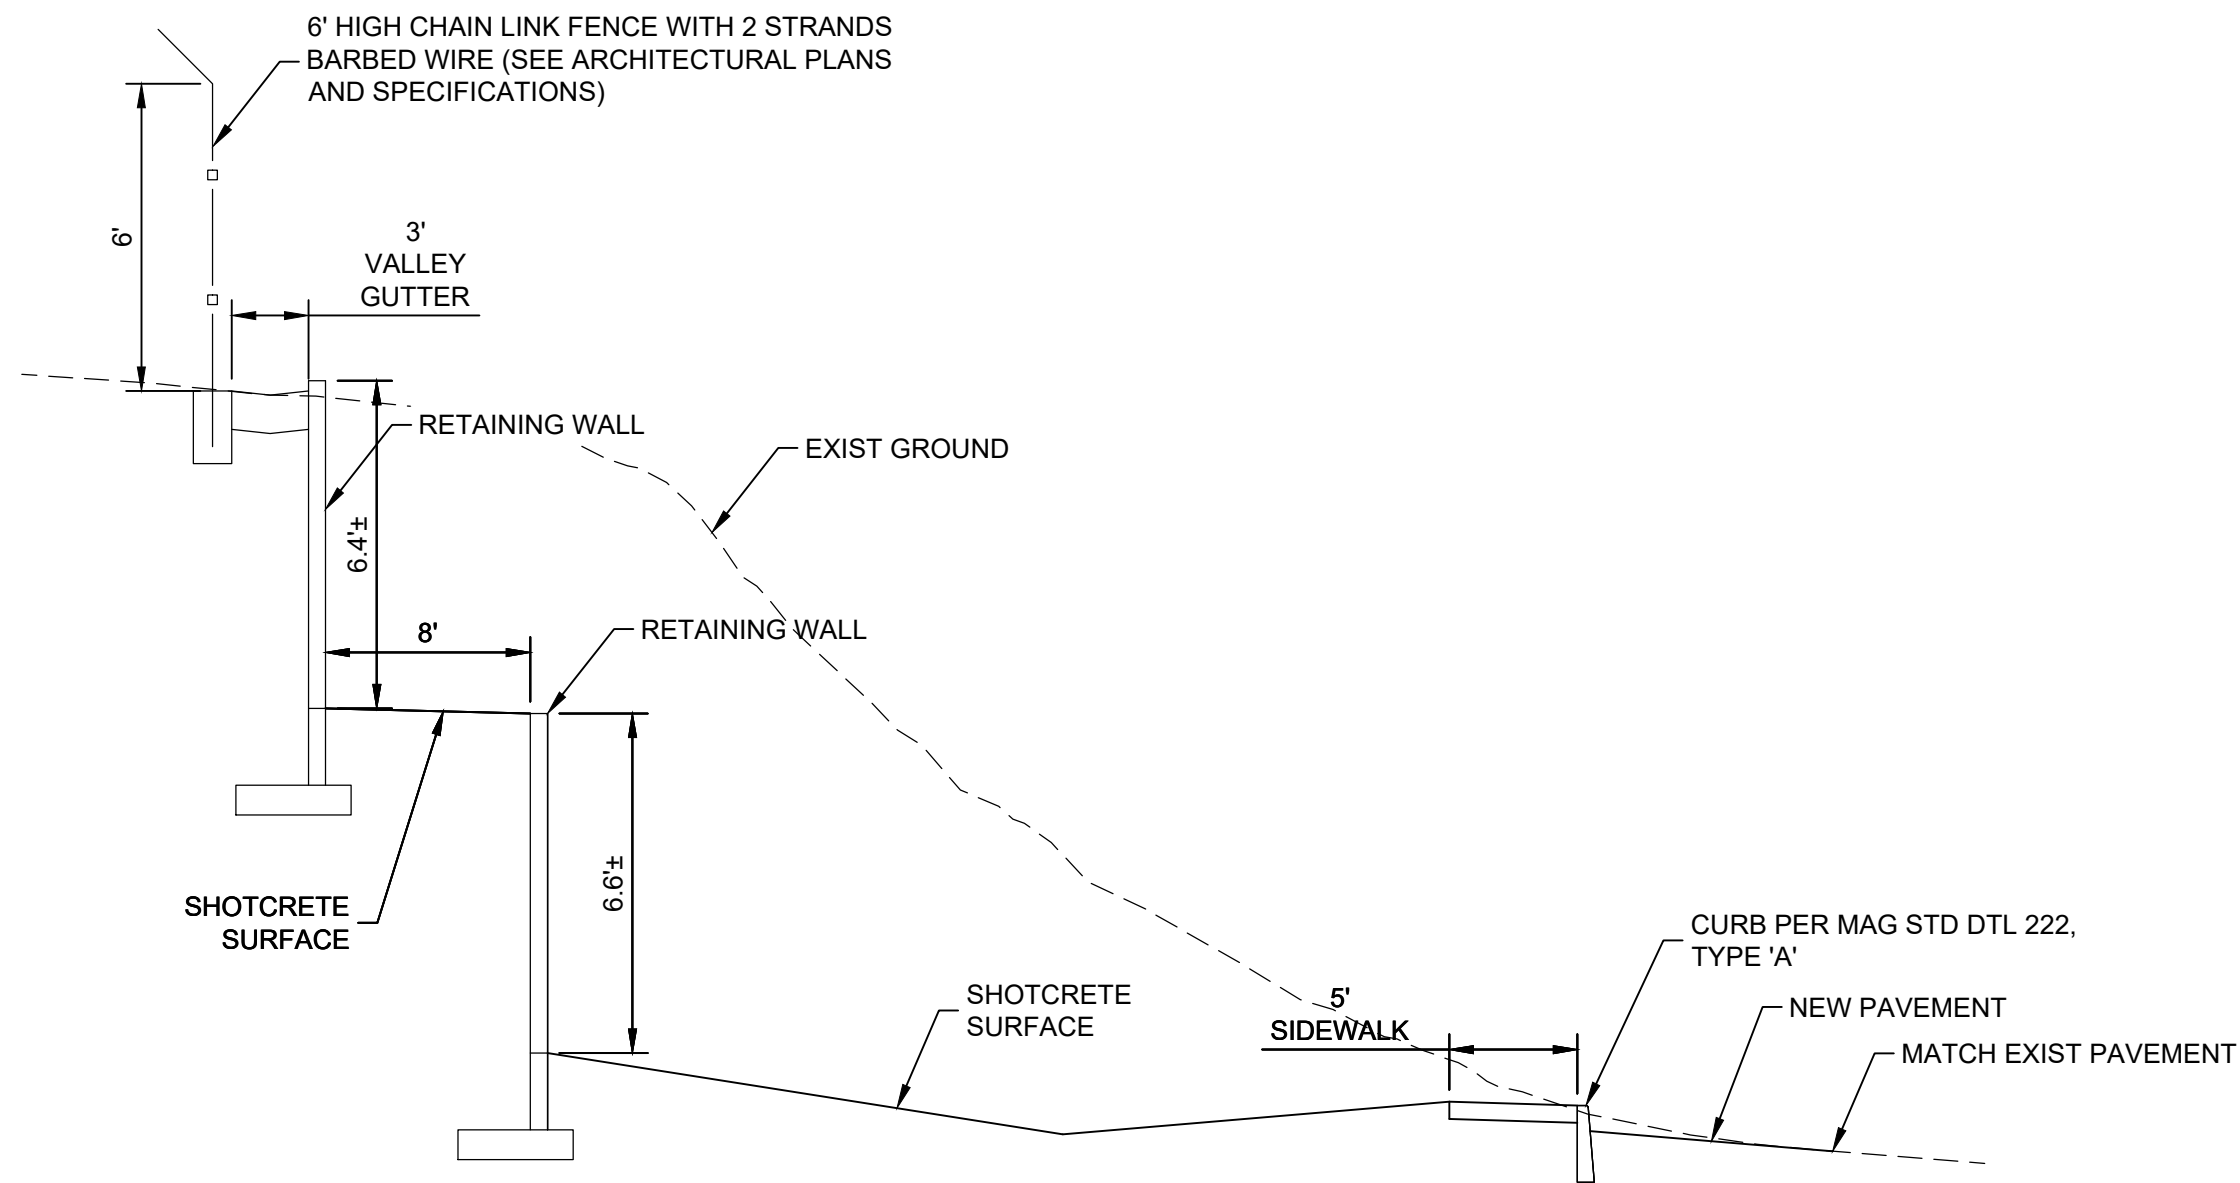 6' HIGH CHAIN LINK FENCE WITH 2 STRANDS
BARBED WIRE (SEE ARCHITECTURAL PLANS
AND SPECIFICATIONS)
6'
3'
VALLEY
GUTTER
RETAINING WALL
EXIST GROUND
6.4'±
8'
RETAINING WALL
6.6'±
SHOTCRETE
SURFACE
SHOTCRETE
SURFACE
5'
SIDEWALK
CURB PER MAG STD DTL 222,
TYPE 'A'
NEW PAVEMENT
MATCH EXIST PAVEMENT